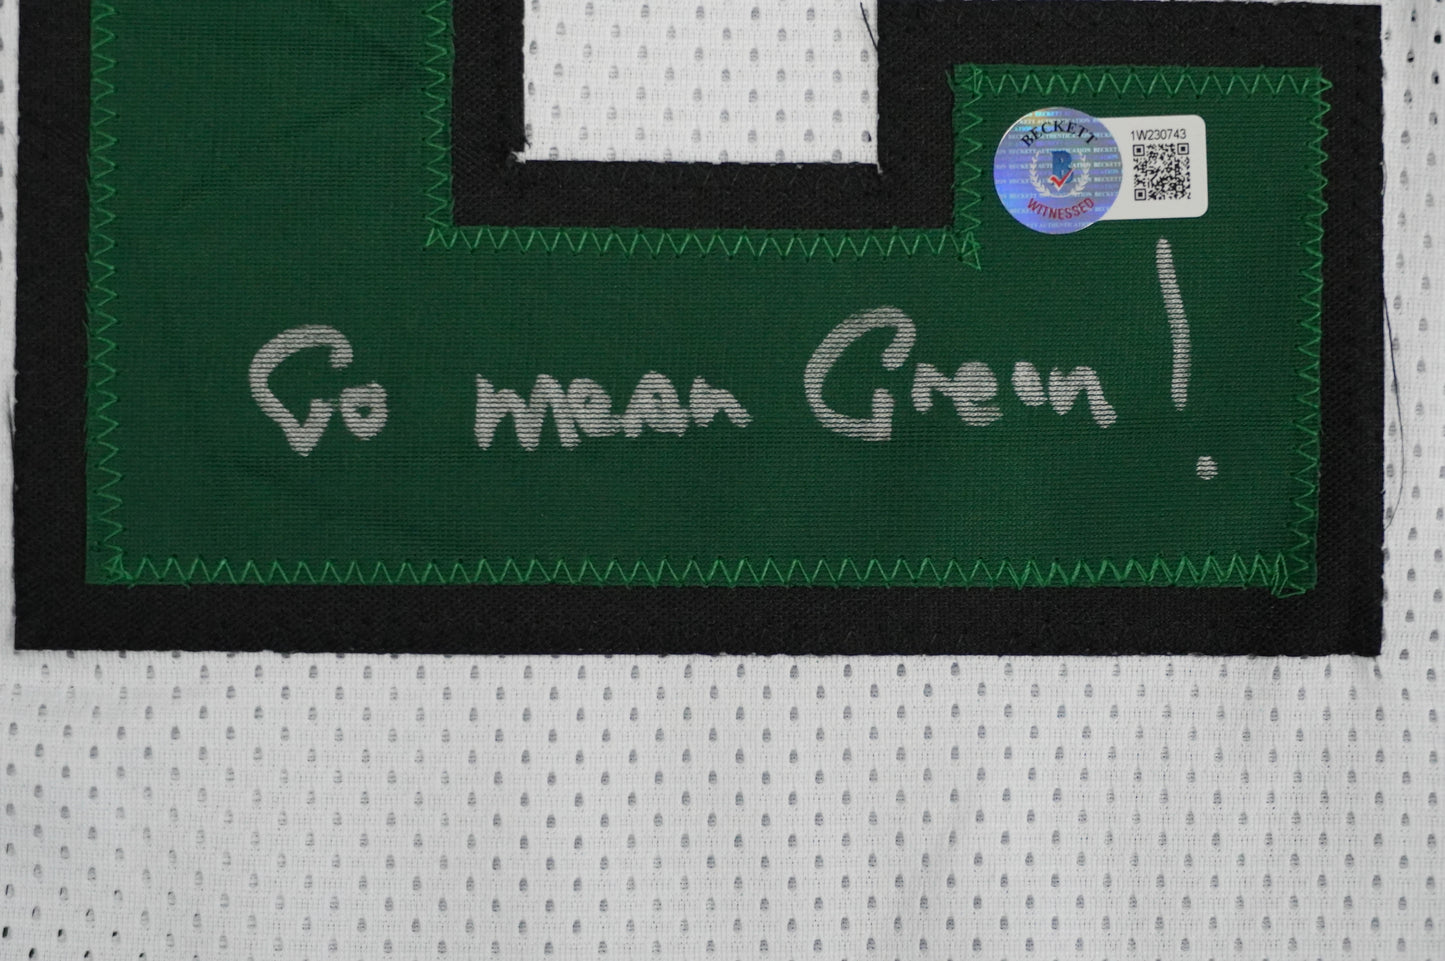 BECKETT
WITNESSED
1W230743
Go mean Green!